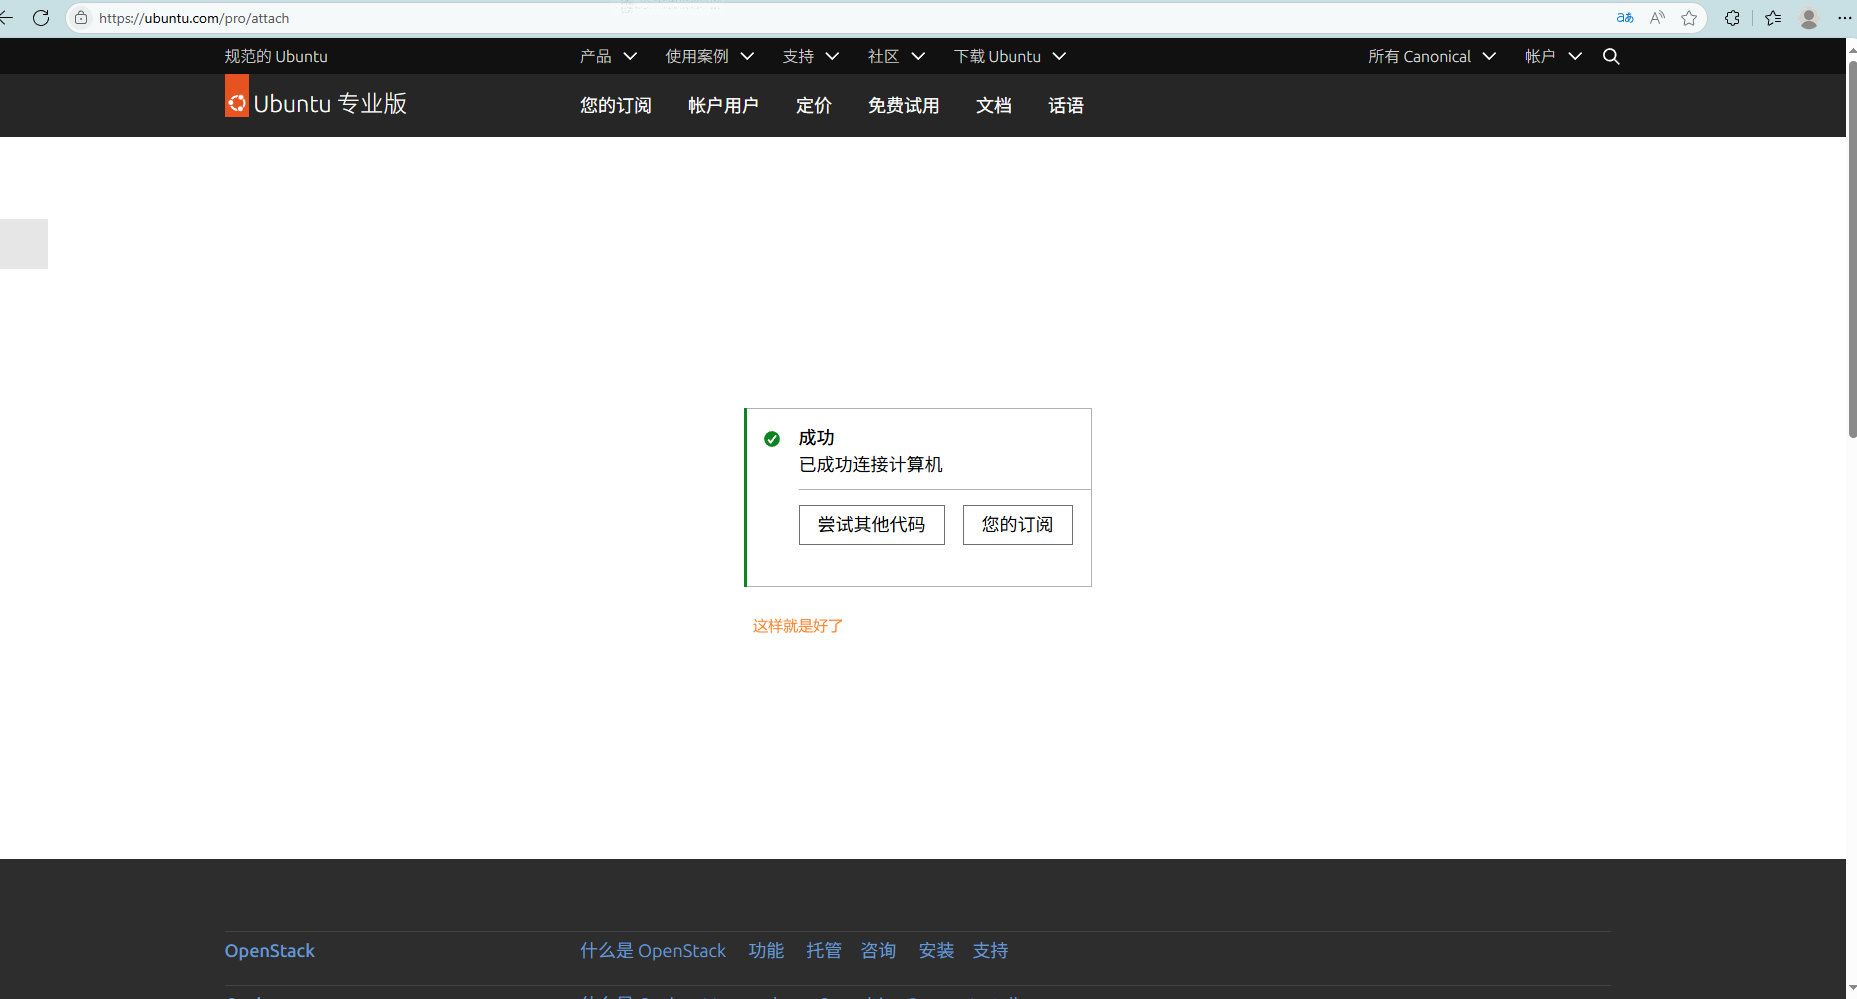 https://ubuntu.com/pro/attach
规范的 Ubuntu 产品 使用案例 支持 社区 下载 Ubuntu 所有 Canonical 帐户
Ubuntu 专业版 您的订阅 帐户用户 定价 免费试用 文档 话语
成功
已成功连接计算机
尝试其他代码 您的订阅
这样就是好了
OpenStack 什么是 OpenStack 功能 托管 咨询 安装 支持